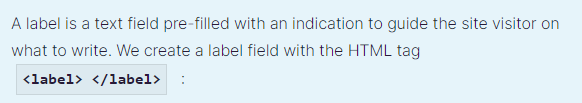 A label is a text field pre-filled with an indication to guide the site visitor on
what to write. We create a label field with the HTML tag
<label> </label> :